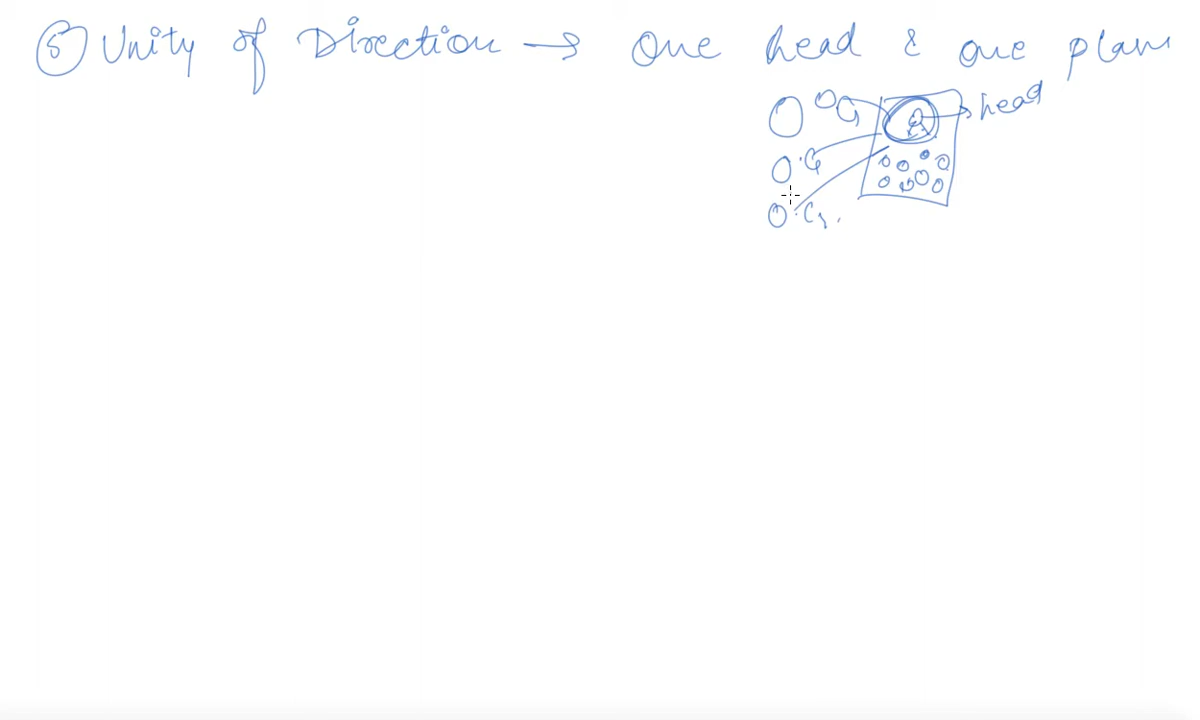 ⑤ Unity of Direction → One head & one plan
head
O.G
O.G
O.G.